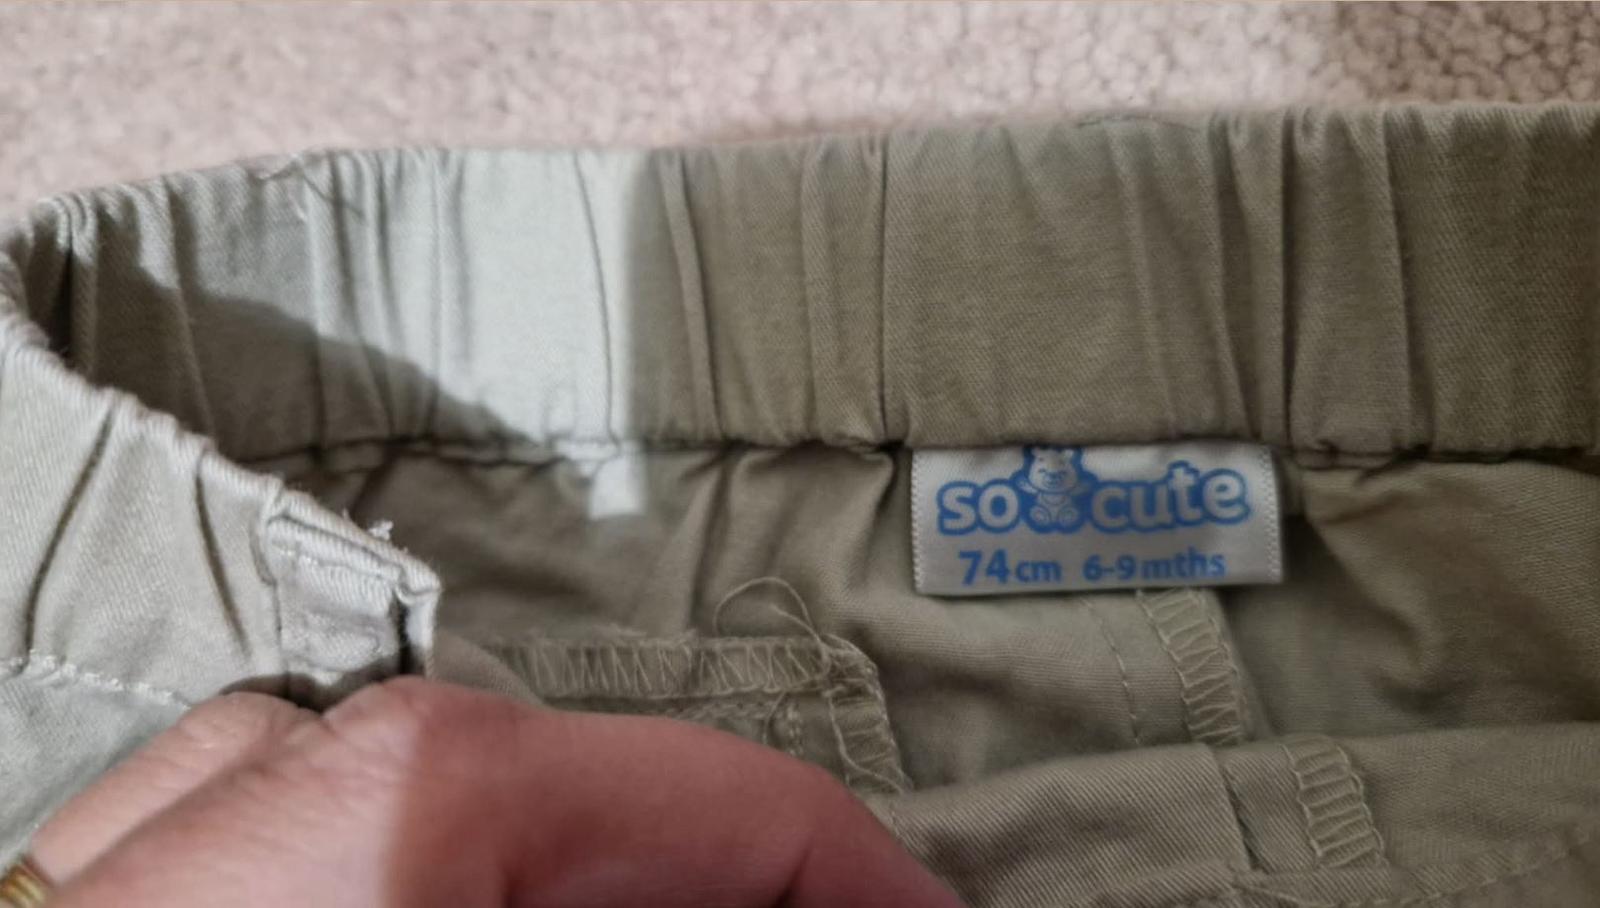 so cute
74cm 6-9mths